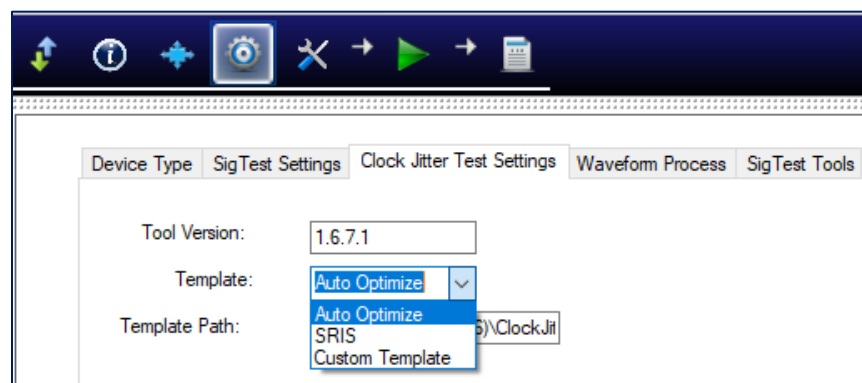 Device Type SigTest Settings Clock Jitter Test Settings Waveform Process SigTest Tools
Tool Version: 1.6.7.1
Template: Auto Optimize
Auto Optimize
Template Path: 6)\ClockJit
SRIS
Custom Template